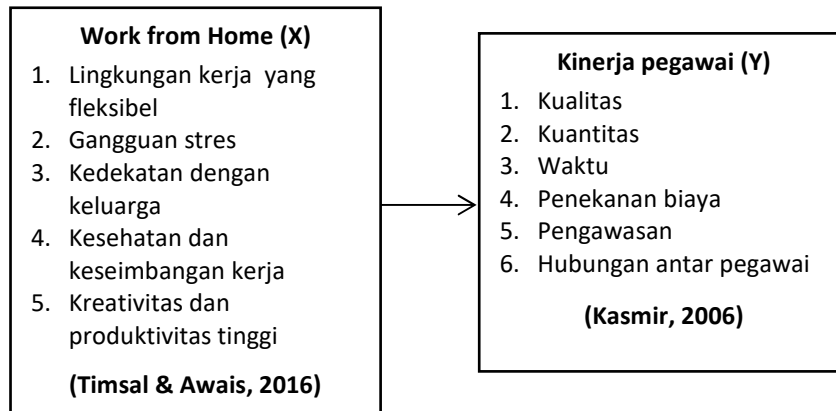 Work from Home (X)
1. Lingkungan kerja yang
fleksibel
2. Gangguan stres
3. Kedekatan dengan
keluarga
4. Kesehatan dan
keseimbangan kerja
5. Kreativitas dan
produktivitas tinggi
(Timsal & Awais, 2016)
Kinerja pegawai (Y)
1. Kualitas
2. Kuantitas
3. Waktu
4. Penekanan biaya
5. Pengawasan
6. Hubungan antar pegawai
(Kasmir, 2006)